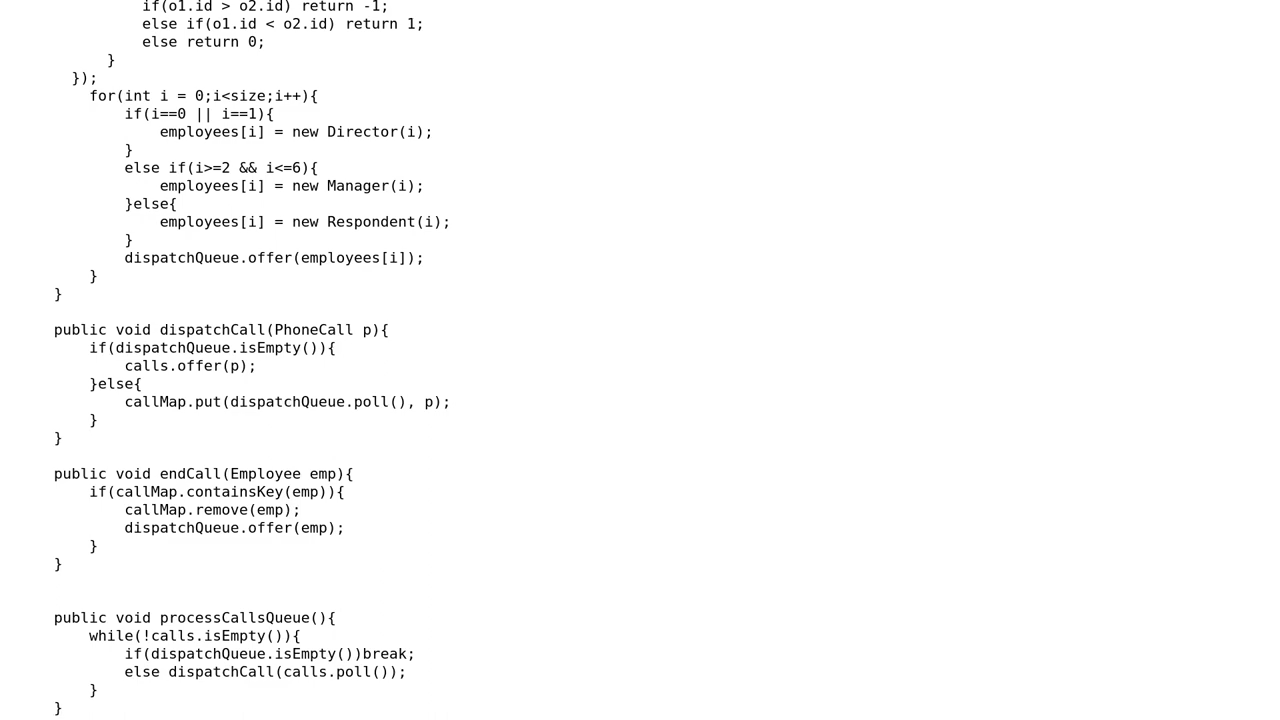 if(o1.id > o2.id) return -1;
else if(o1.id < o2.id) return 1;
else return 0;
}
});
for(int i = 0;i<size;i++){
if(i==0 || i==1){
employees[i] = new Director(i);
}
else if(i>=2 && i<=6){
employees[i] = new Manager(i);
}else{
employees[i] = new Respondent(i);
}
dispatchQueue.offer(employees[i]);
}
}
public void dispatchCall(PhoneCall p){
if(dispatchQueue.isEmpty()){
calls.offer(p);
}else{
callMap.put(dispatchQueue.poll(), p);
}
}
public void endCall(Employee emp){
if(callMap.containsKey(emp)){
callMap.remove(emp);
dispatchQueue.offer(emp);
}
}
public void processCallsQueue(){
while(!calls.isEmpty()){
if(dispatchQueue.isEmpty())break;
else dispatchCall(calls.poll());
}
}